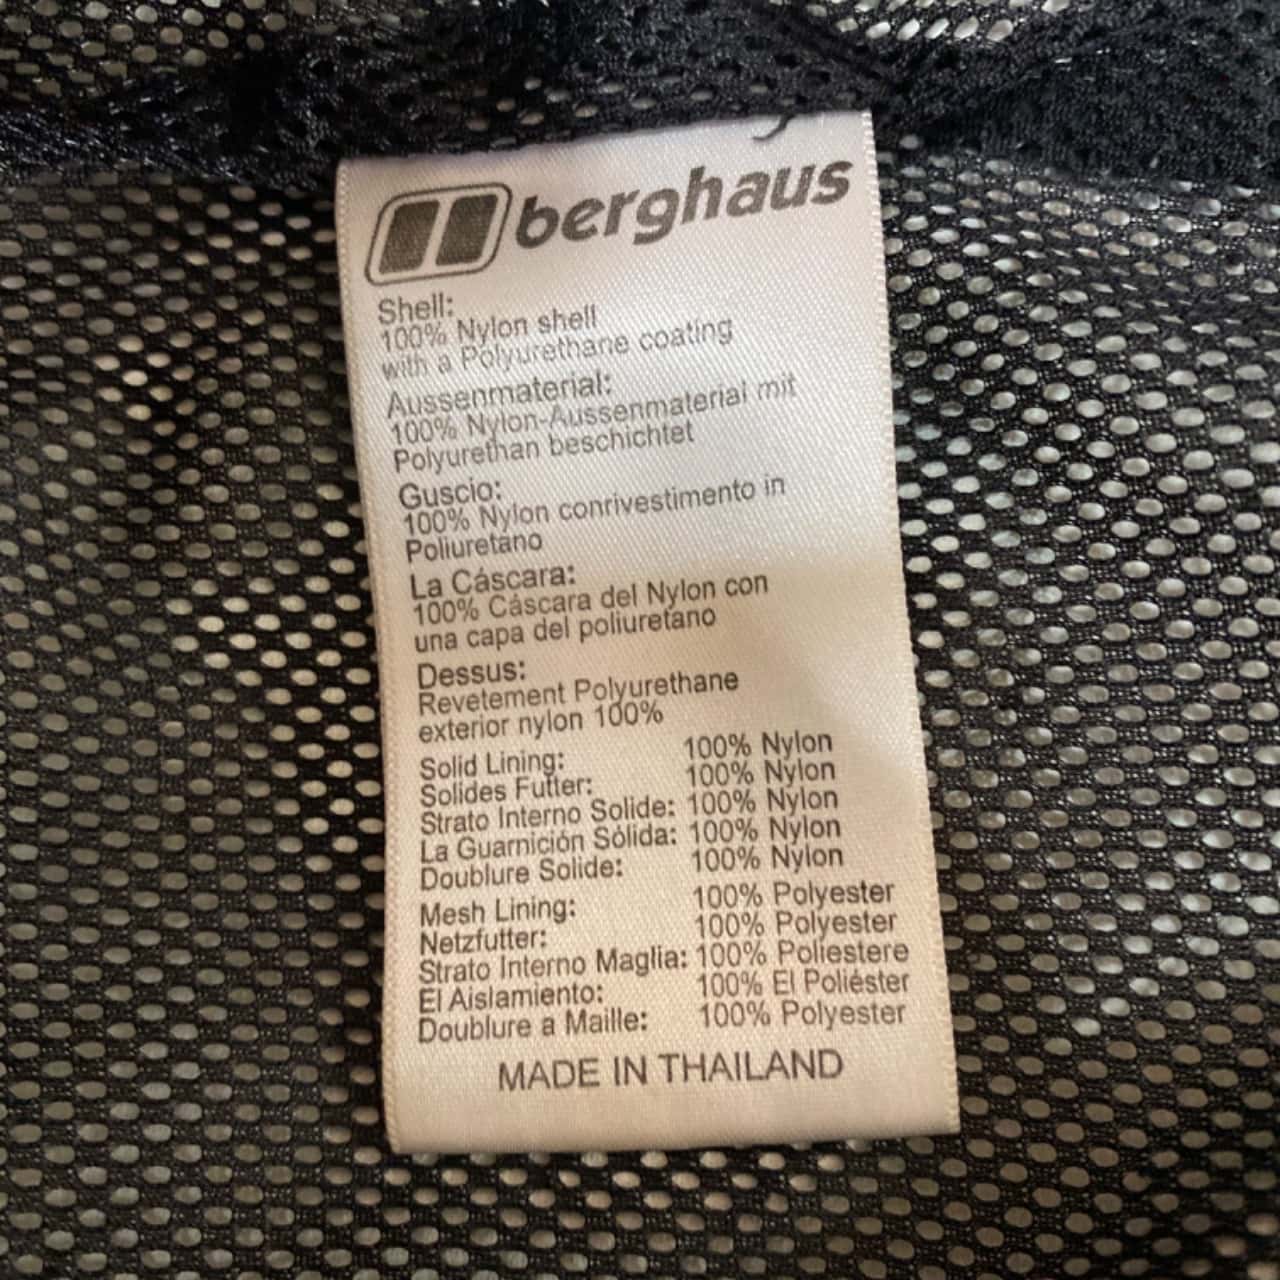 berghaus
Shell:
100% Nylon shell
with a Polyurethane coating
Aussenmaterial:
100% Nylon-Aussenmaterial mit
Polyurethan beschichtet
Guscio:
100% Nylon conrivestimento in
Poliuretano
La Cáscara:
100% Cáscara del Nylon con
una capa del poliuretano
Dessus:
Revetement Polyurethane
exterior nylon 100%
Solid Lining: 100% Nylon
Solides Futter: 100% Nylon
Strato Interno Solide: 100% Nylon
La Guarnición Sólida: 100% Nylon
Doublure Solide: 100% Nylon
Mesh Lining: 100% Polyester
Netzfutter: 100% Polyester
Strato Interno Maglia: 100% Poliestere
El Aislamiento: 100% El Poliéster
Doublure a Maille: 100% Polyester
MADE IN THAILAND